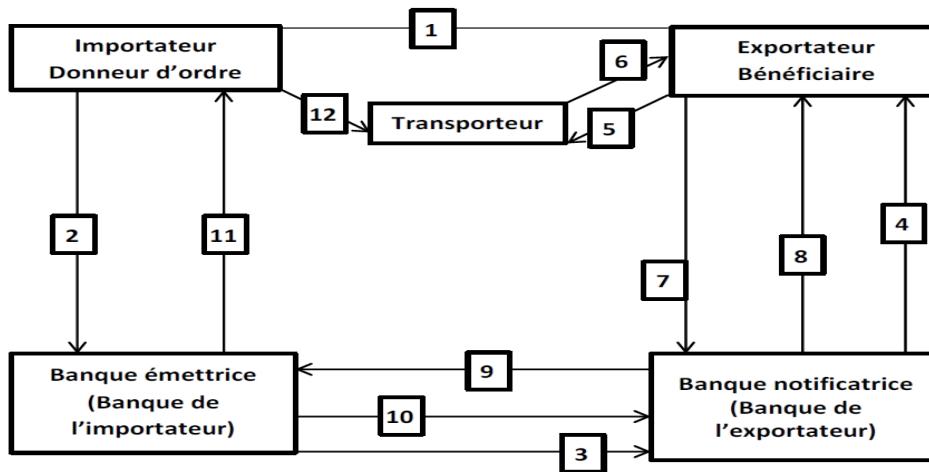 1
Importateur
Donneur d'ordre
Exportateur
Bénéficiaire
6
12
Transporteur
5
2
11
7
8
4
Banque émettrice
(Banque de
l'importateur)
9
10
3
Banque notificatrice
(Banque de
l'exportateur)